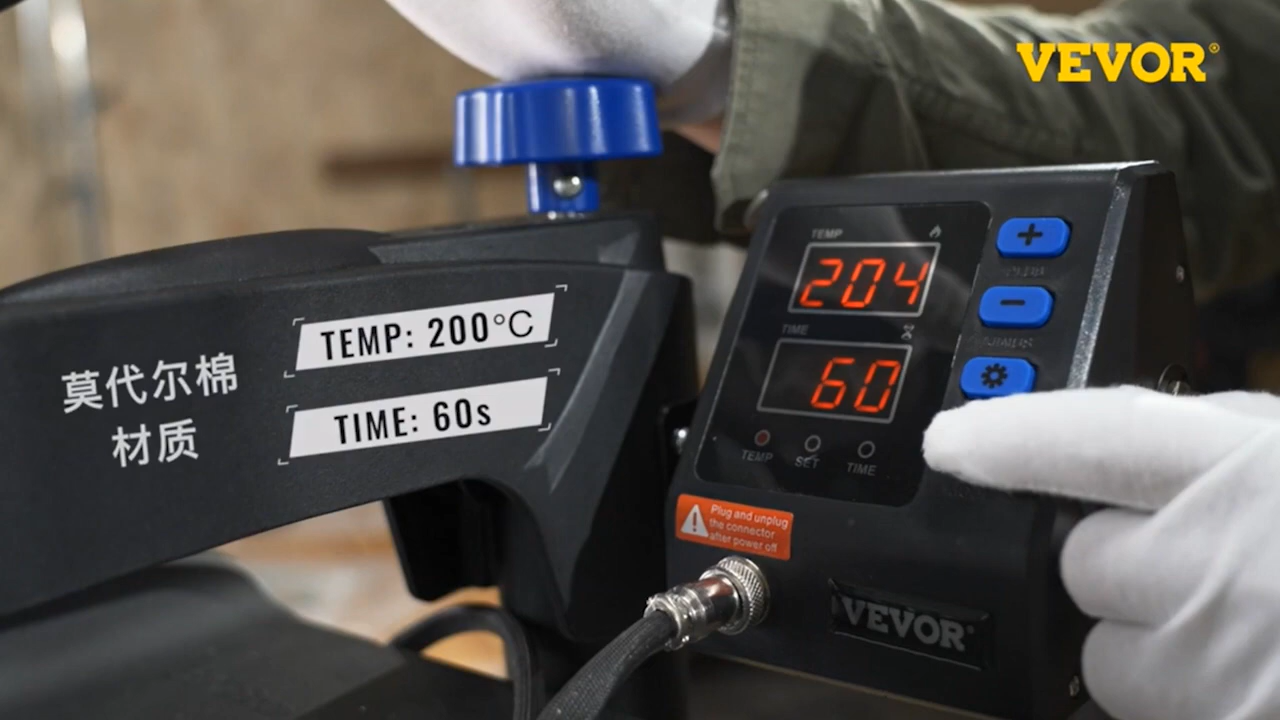 VEVOR®
莫代尔棉
材质
TEMP: 200°C
TIME: 60s
TEMP
204
TIME
60
TEMP SET TIME
Plug and unplug
the connector
after power off
VEVOR®